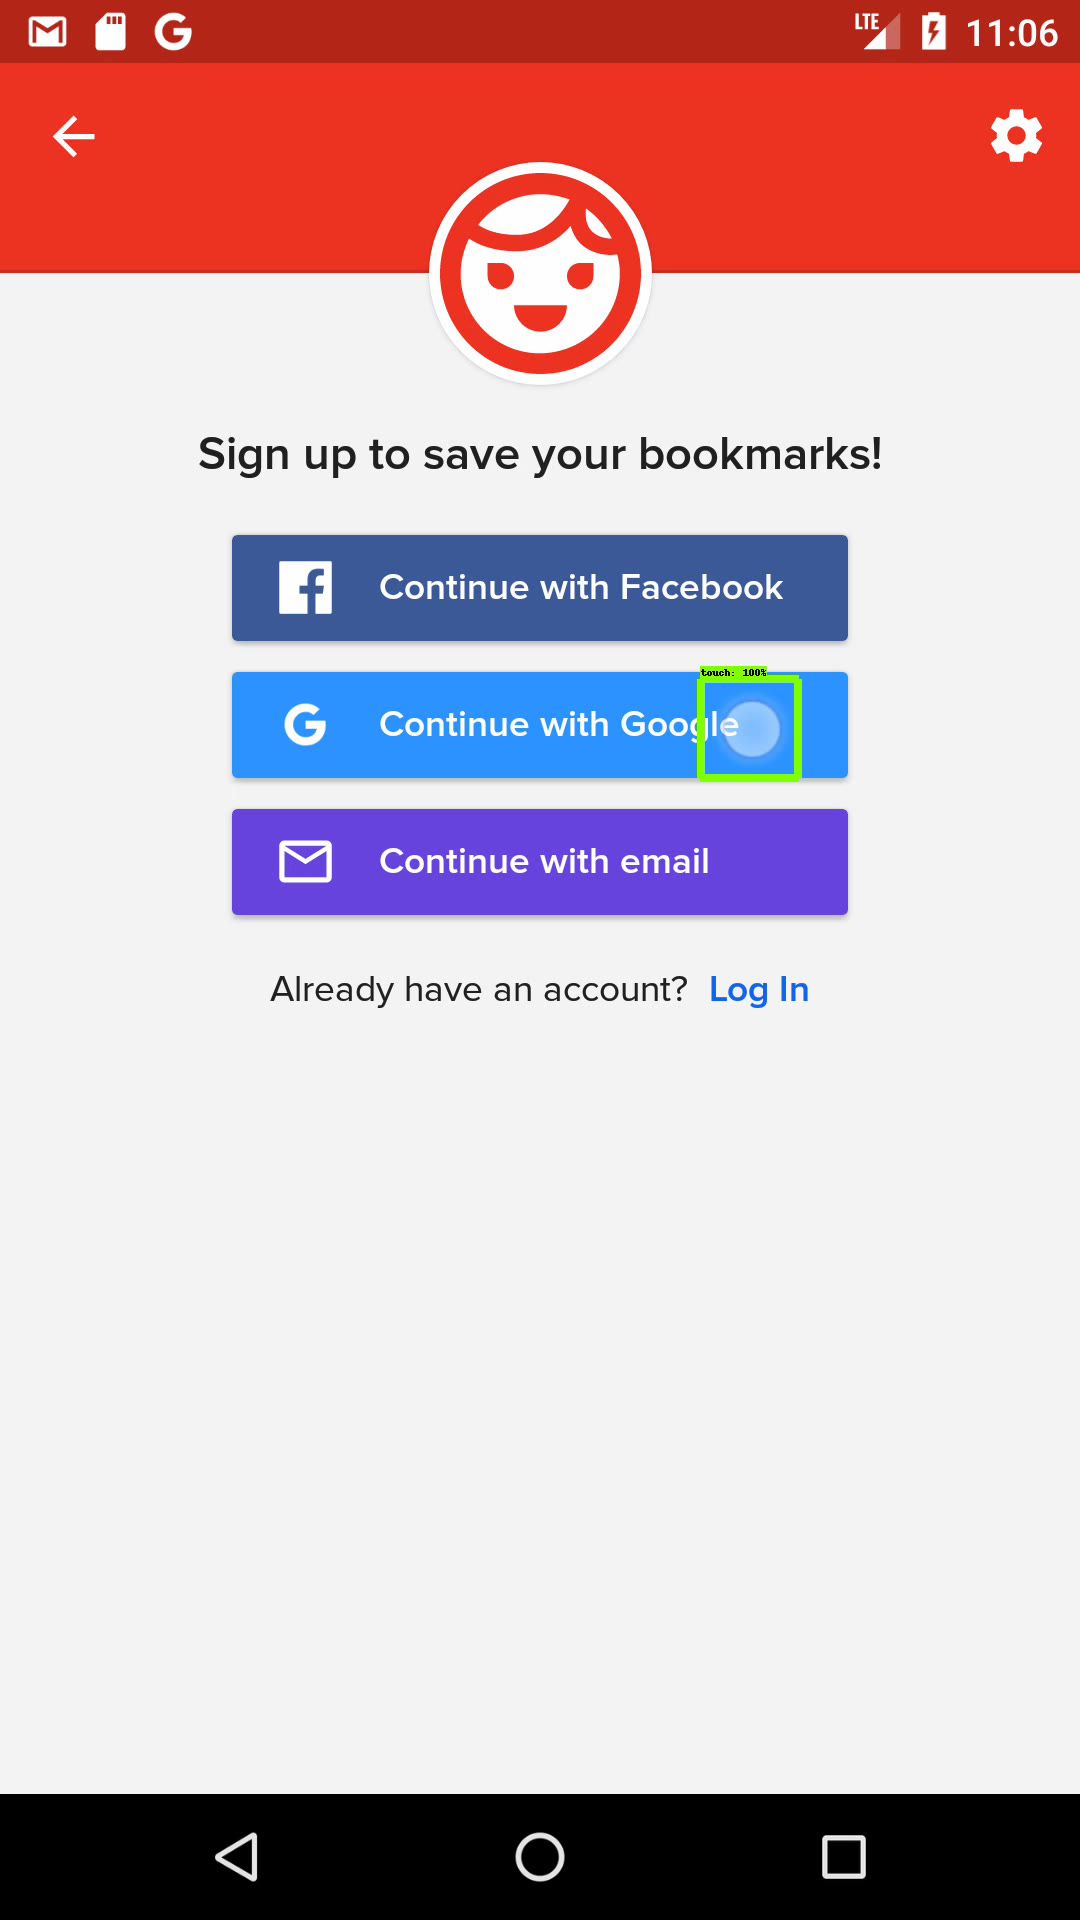 LTE 11:06
Sign up to save your bookmarks!
Continue with Facebook
touch: 100%
Continue with Google
Continue with email
Already have an account? Log In